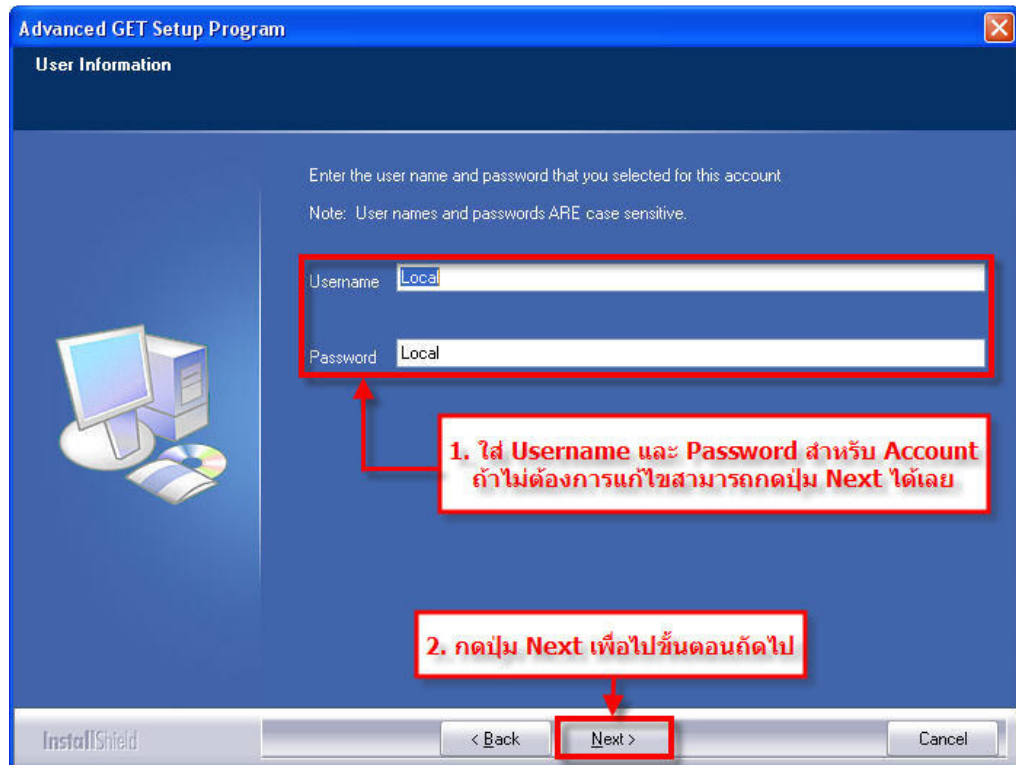 Advanced GET Setup Program
User Information
Enter the user name and password that you selected for this account
Note: User names and passwords ARE case sensitive.
Username Local
Password Local
1. ใส่ Username และ Password สำหรับ Account
ถ้าไม่ต้องการแก้ไขสามารถกดปุ่ม Next ได้เลย
2. กดปุ่ม Next เพื่อไปขั้นตอนถัดไป
InstallShield
< Back Next > Cancel